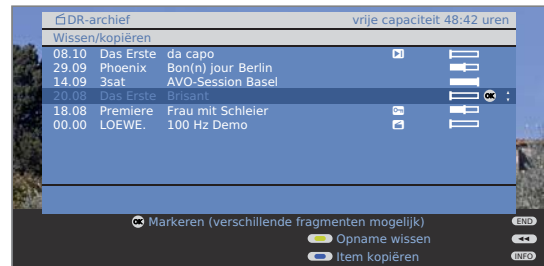 DR-archief vrije capaciteit 48:42 uren
Wissen/kopiëren
08.10 Das Erste da capo
29.09 Phoenix Bon(n) jour Berlin
14.09 3sat AVO-Session Basel
20.08 Das Erste Brisant OK
18.08 Premiere Frau mit Schleier
00.00 LOEWE. 100 Hz Demo
OK Markeren (verschillende fragmenten mogelijk) END
Opname wissen
Item kopiëren INFO